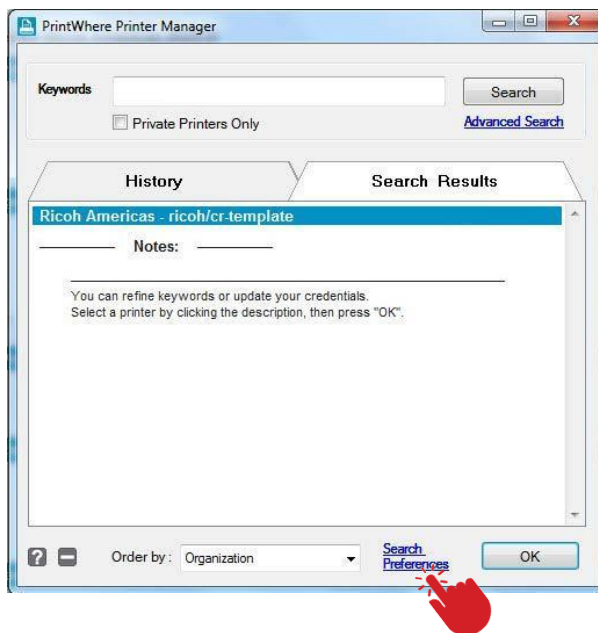 PrintWhere Printer Manager
Keywords
Search
Private Printers Only
Advanced Search
History
Search Results
Ricoh Americas - ricoh/cr-template
Notes:
You can refine keywords or update your credentials.
Select a printer by clicking the description, then press "OK".
?
Order by :
Organization
Search
Preferences
OK